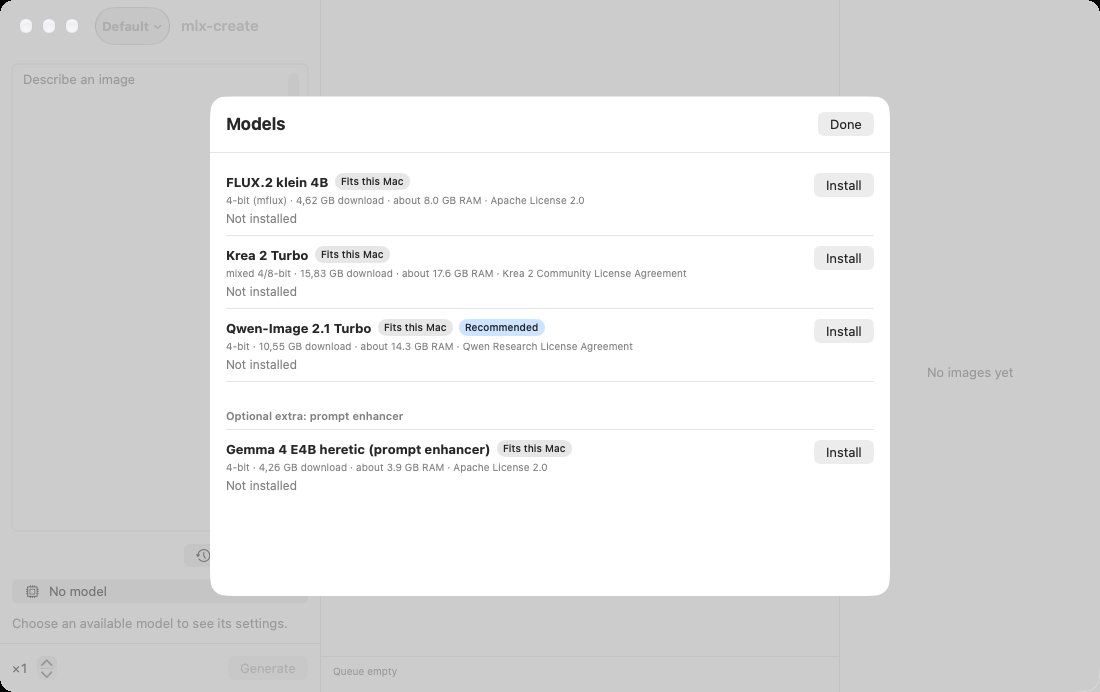 Default
mlx-create
Describe an image
Models
Done
FLUX.2 klein 4B
Fits this Mac
4-bit (mflux) · 4,62 GB download · about 8.0 GB RAM · Apache License 2.0
Not installed
Install
Krea 2 Turbo
Fits this Mac
mixed 4/8-bit · 15,83 GB download · about 17.6 GB RAM · Krea 2 Community License Agreement
Not installed
Install
Qwen-Image 2.1 Turbo
Fits this Mac
Recommended
4-bit · 10,55 GB download · about 14.3 GB RAM · Qwen Research License Agreement
Not installed
Install
Optional extra: prompt enhancer
Gemma 4 E4B heretic (prompt enhancer)
Fits this Mac
4-bit · 4,26 GB download · about 3.9 GB RAM · Apache License 2.0
Not installed
Install
No images yet
No model
Choose an available model to see its settings.
×1
Generate
Queue empty